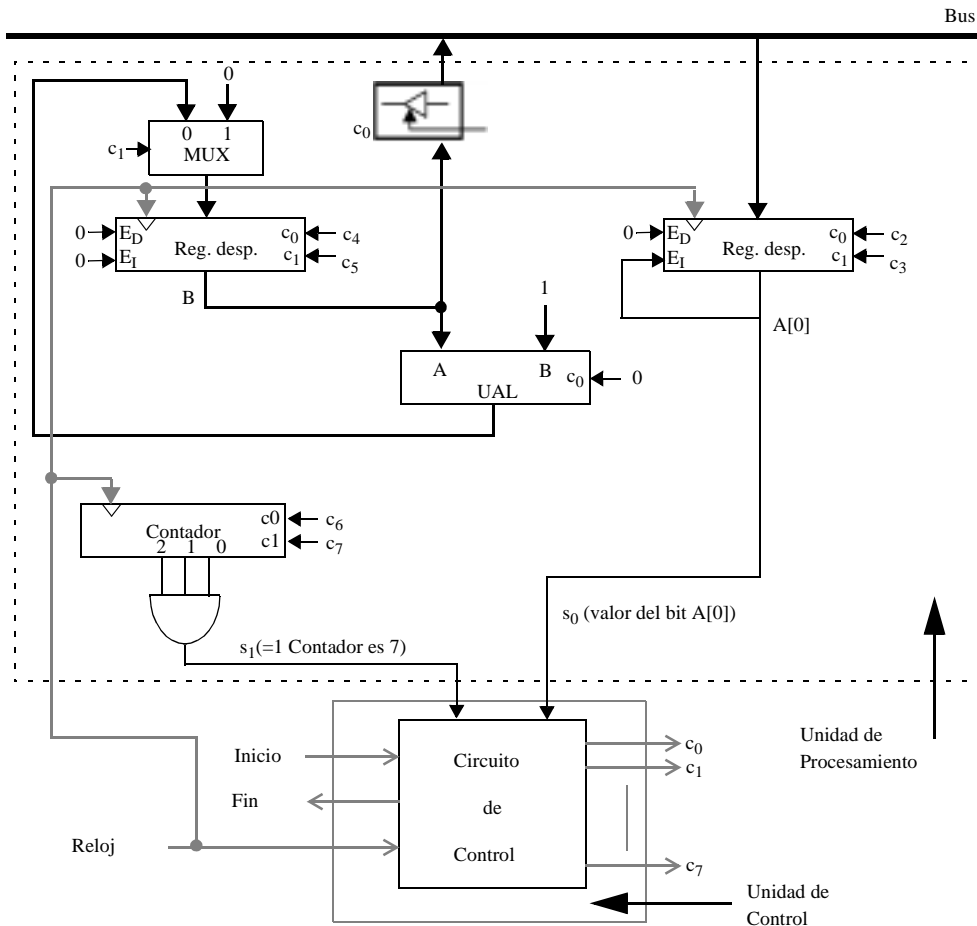 Bus
0
c0
0 1
c1
MUX
0
ED
c0
c4
Reg. desp.
0
EI
c1
c5
B
0
ED
c0
c2
Reg. desp.
EI
c1
c3
A[0]
1
A
B
c0
0
UAL
Contador
c0
c6
c1
c7
2 1 0
s0 (valor del bit A[0])
s1(=1 Contador es 7)
Unidad de
Procesamiento
Inicio
Circuito
c0
c1
Fin
de
Reloj
Control
c7
Unidad de
Control